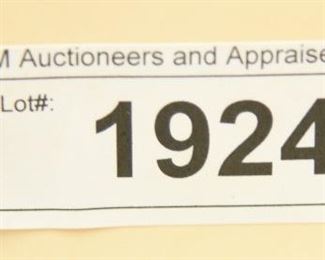 M Auctioneers and Appraise
Lot#:
1924